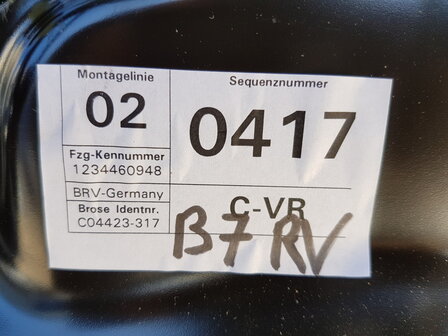 Montagelinie
02
Sequenznummer
0417
Fzg-Kennummer
1234460948
BRV-Germany
Brose Identnr.
C04423-317
C-VR
B7 RV